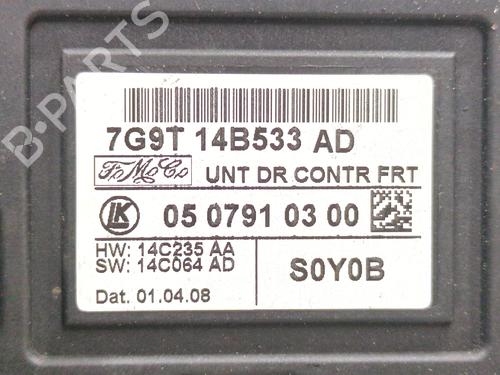 B-PARTS
7G9T 14B533 AD
FoMoCo UNT DR CONTR FRT
LK 05 0791 03 00
HW: 14C235 AA
SW: 14C064 AD
S0Y0B
Dat. 01.04.08